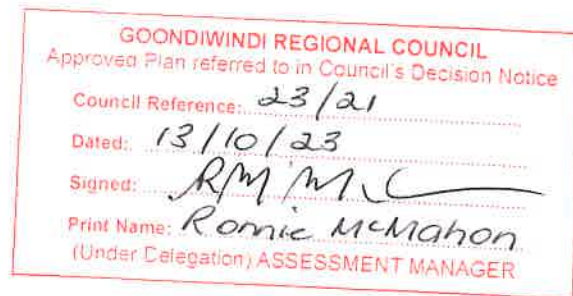 GOONDIWINDI REGIONAL COUNCIL
Approved Plan referred to in Council's Decision Notice
Council Reference: 23/21
Dated: 13/10/23
Signed:
Print Name: Ronnie McMahon
(Under Delegation) ASSESSMENT MANAGER